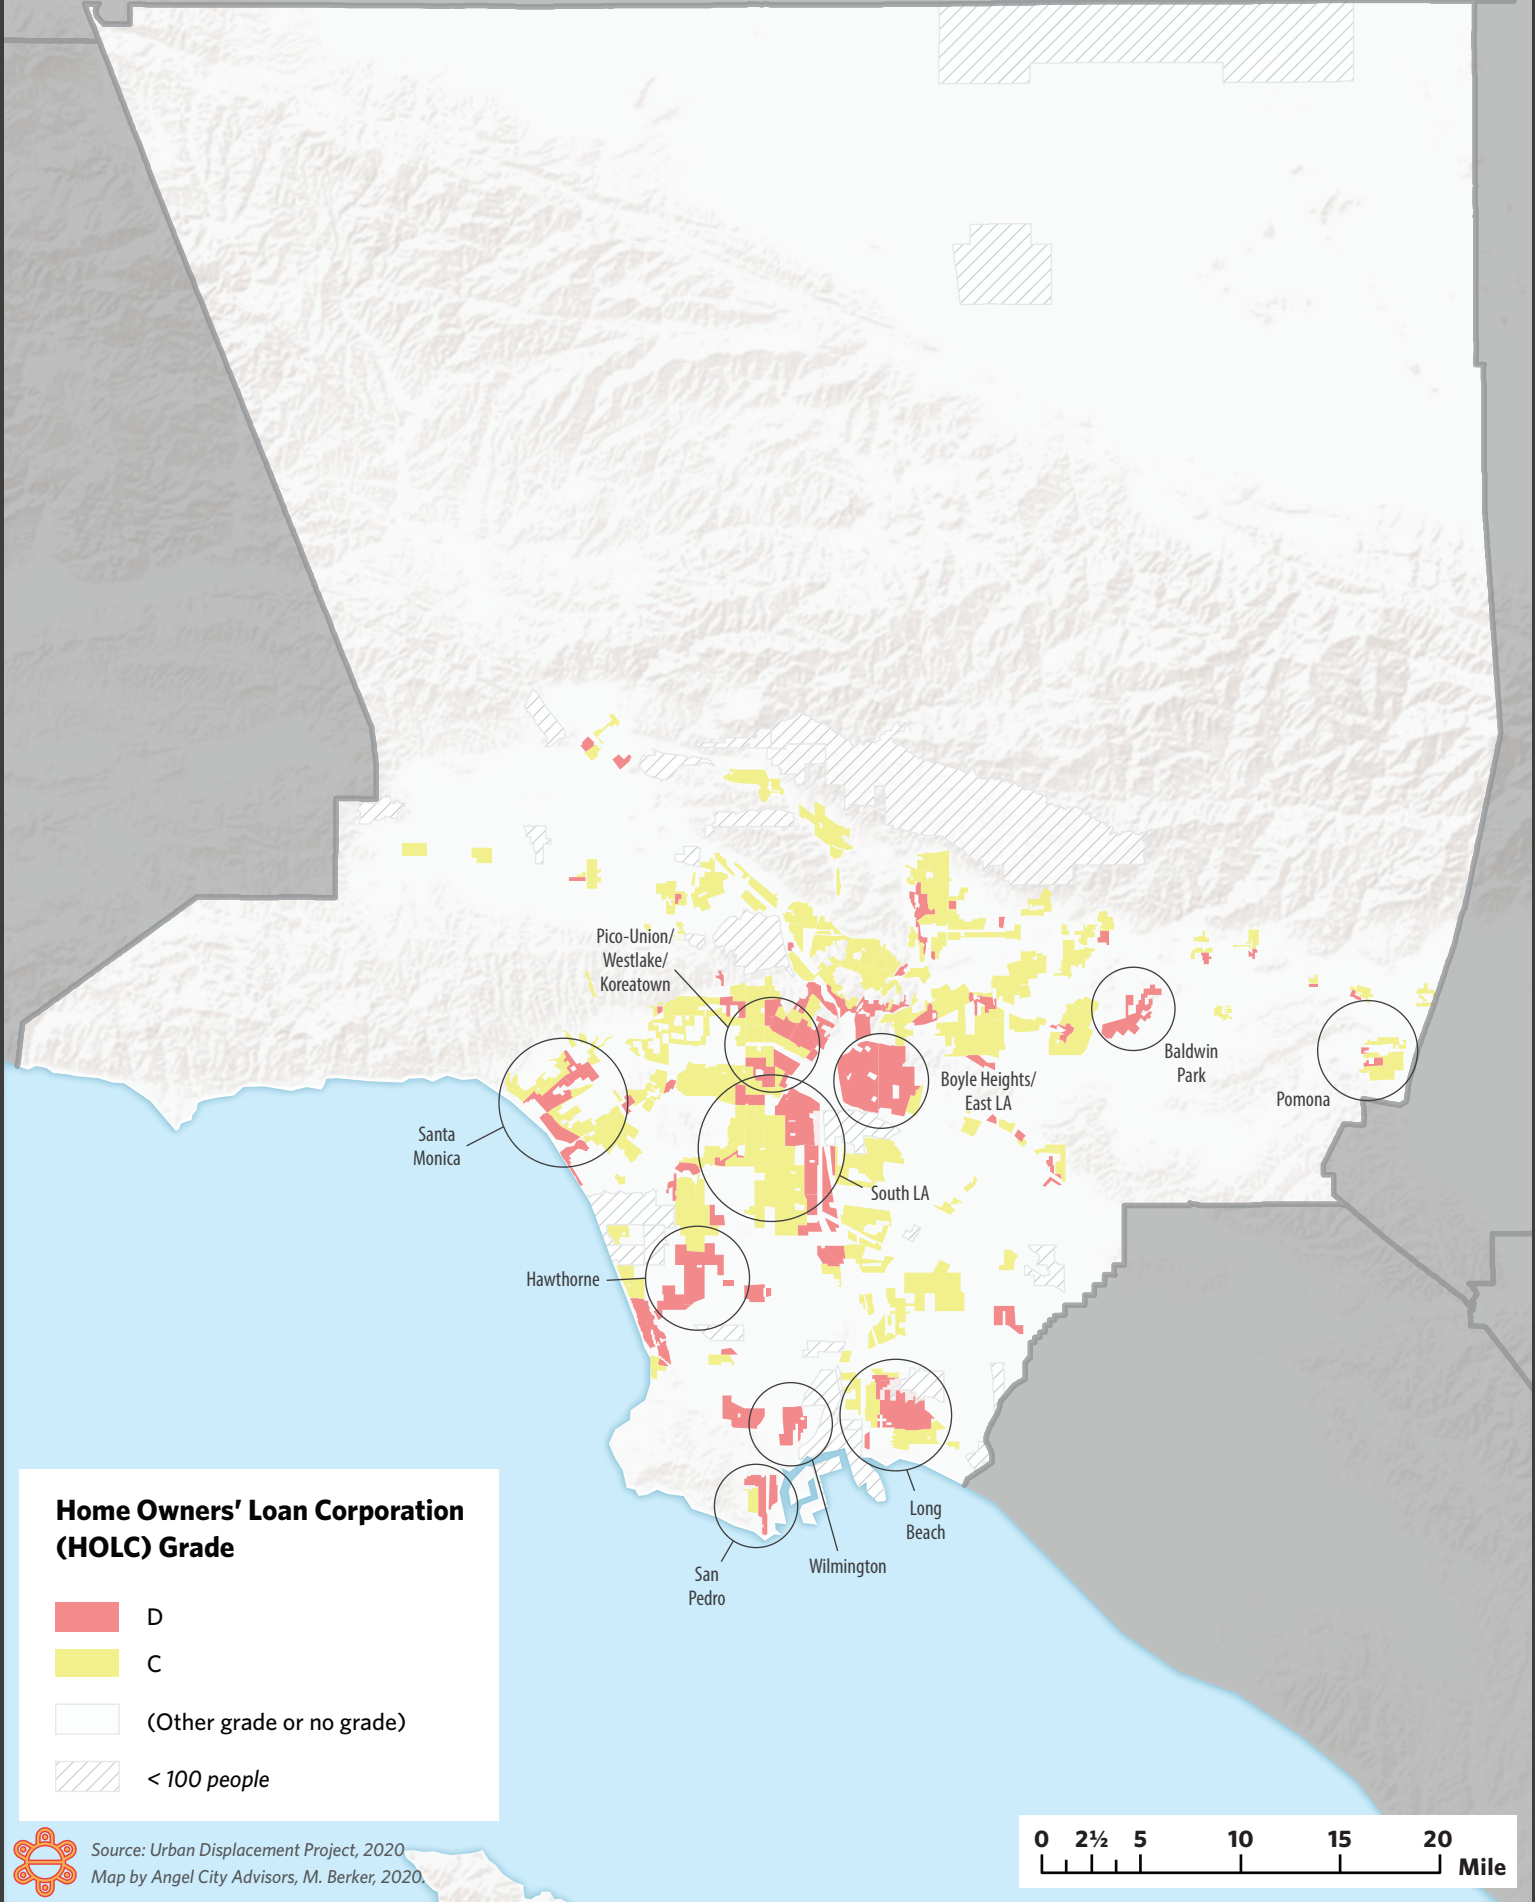 Pico-Union/
Westlake/
Koreatown
Baldwin
Park
Boyle Heights/
East LA
Pomona
Santa
Monica
South LA
Hawthorne
Long
Beach
Wilmington
San
Pedro
Home Owners’ Loan Corporation
(HOLC) Grade
D
C
(Other grade or no grade)
< 100 people
Source: Urban Displacement Project, 2020
Map by Angel City Advisors, M. Berker, 2020.
0 2½ 5 10 15 20
Mile